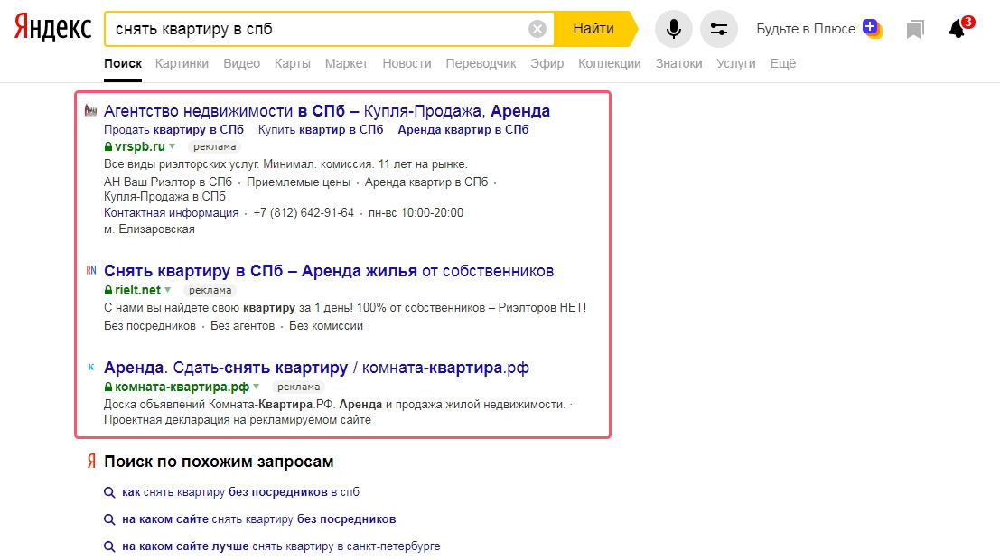 Яндекс
снять квартиру в спб
Найти
Будьте в Плюсе
3
Поиск Картинки Видео Карты Маркет Новости Переводчик Эфир Коллекции Знатоки Услуги Ещё
Агентство недвижимости в СПб – Купля-Продажа, Аренда
Продать квартиру в СПб Купить квартир в СПб Аренда квартир в СПб
vrspb.ru реклама
Все виды риэлторских услуг. Минимал. комиссия. 11 лет на рынке.
АН Ваш Риэлтор в СПб · Приемлемые цены · Аренда квартир в СПб ·
Купля-Продажа в СПб
Контактная информация · +7 (812) 642-91-64 · пн-вс 10:00-20:00
м. Елизаровская
RN Снять квартиру в СПб – Аренда жилья от собственников
rielt.net реклама
С нами вы найдете свою квартиру за 1 день! 100% от собственников – Риэлторов НЕТ!
Без посредников · Без агентов · Без комиссии
К Аренда. Сдать-снять квартиру / комната-квартира.рф
комната-квартира.рф реклама
Доска объявлений Комната-Квартира.РФ. Аренда и продажа жилой недвижимости. ·
Проектная декларация на рекламируемом сайте
Я Поиск по похожим запросам
как снять квартиру без посредников в спб
на каком сайте снять квартиру без посредников
на каком сайте лучше снять квартиру в санкт-петербурге